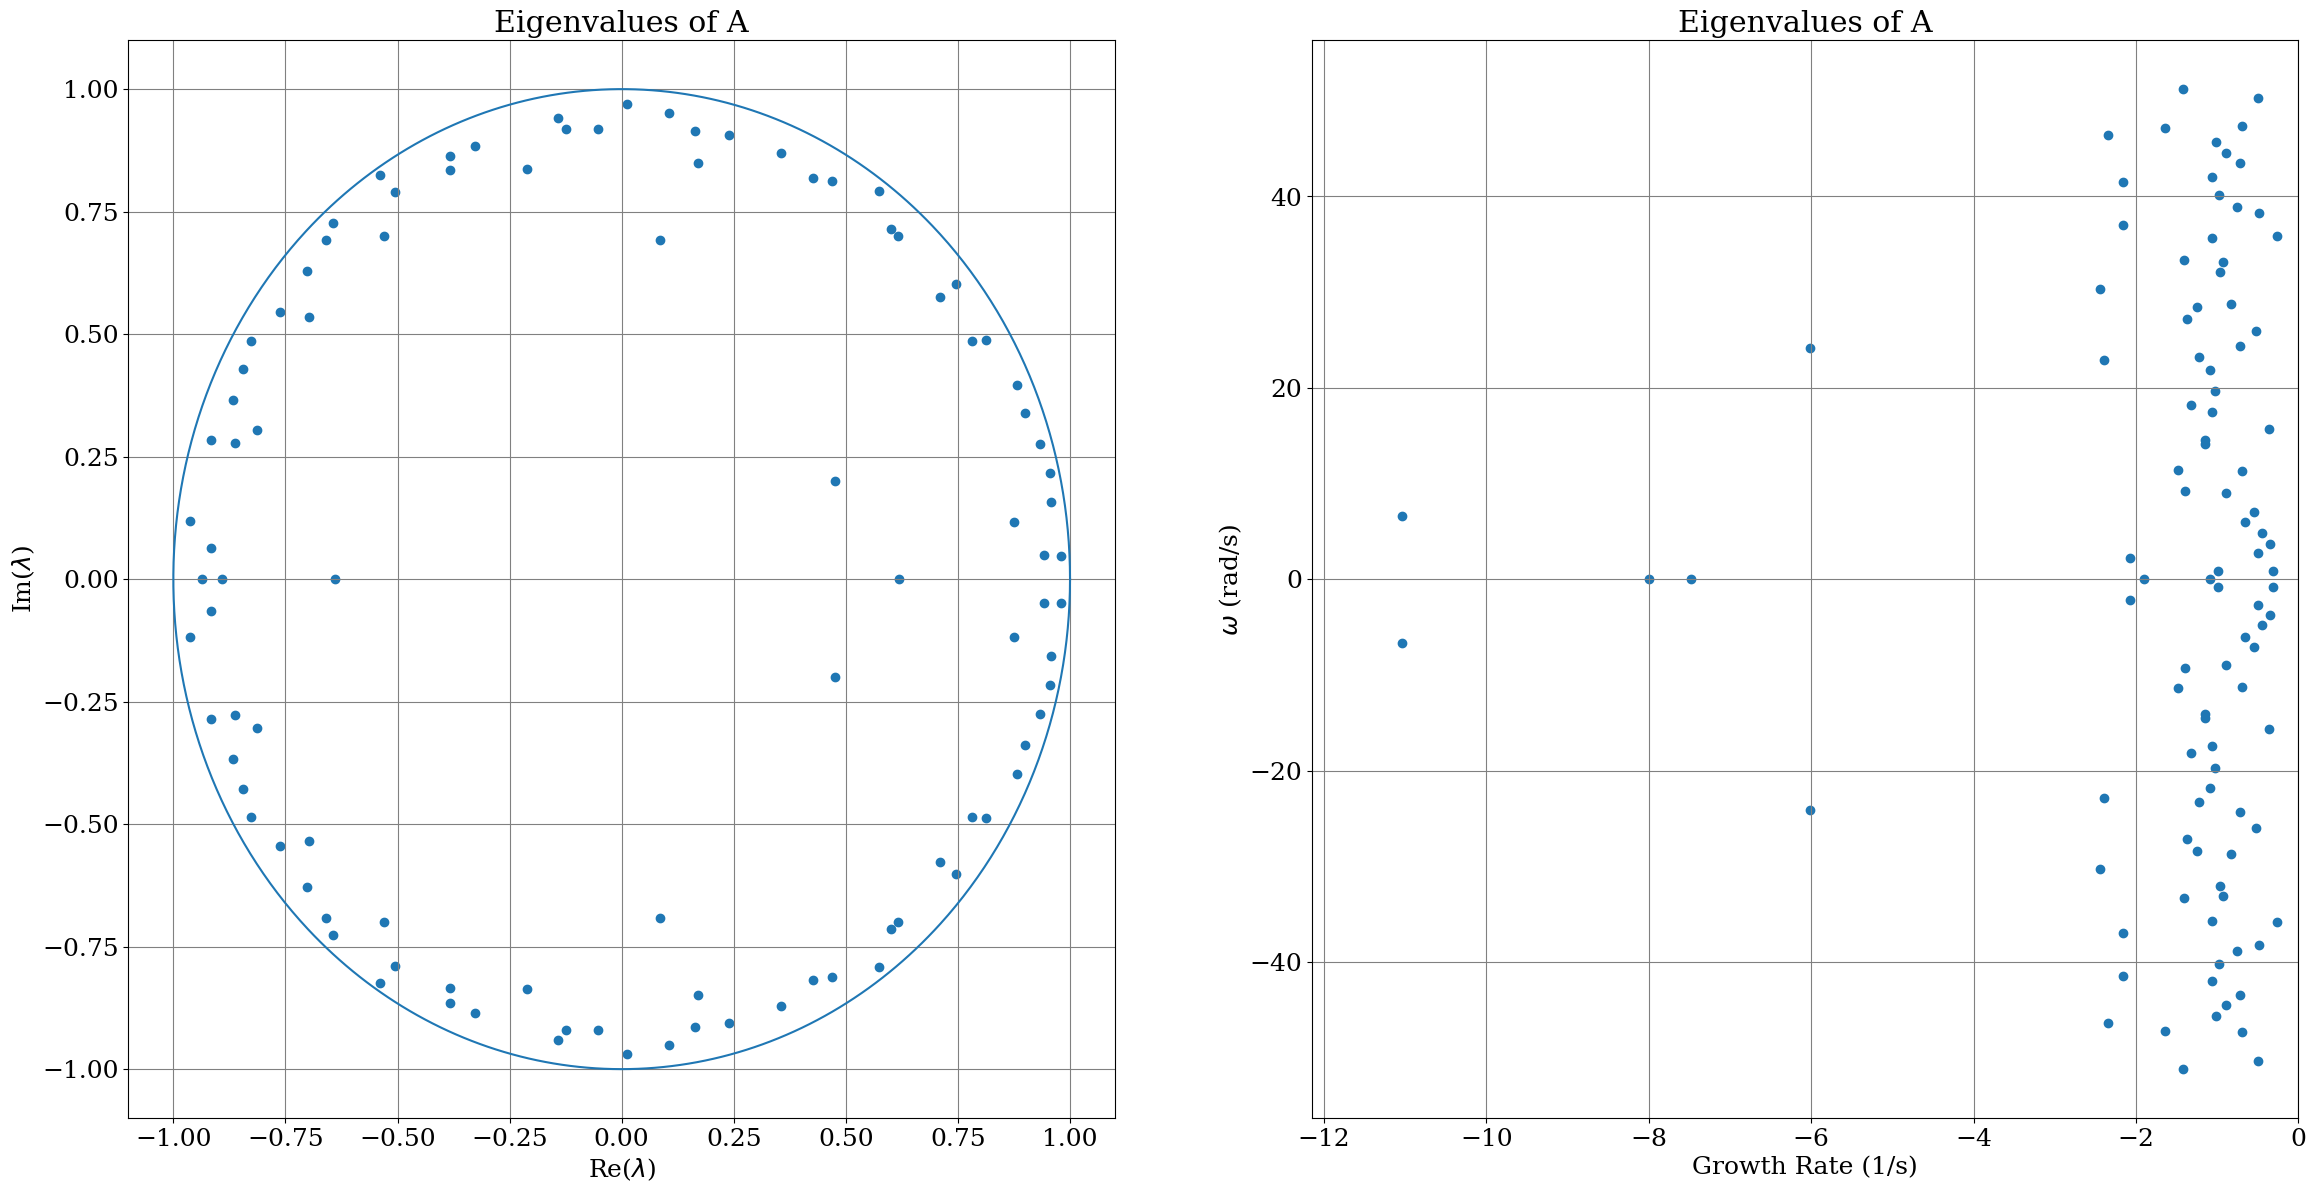 Eigenvalues of A
1.00
0.75
0.50
0.25
0.00
−0.25
−0.50
−0.75
−1.00
Im(λ)
−1.00 −0.75 −0.50 −0.25 0.00 0.25 0.50 0.75 1.00
Re(λ)
Eigenvalues of A
40
20
0
−20
−40
ω (rad/s)
−12 −10 −8 −6 −4 −2 0
Growth Rate (1/s)